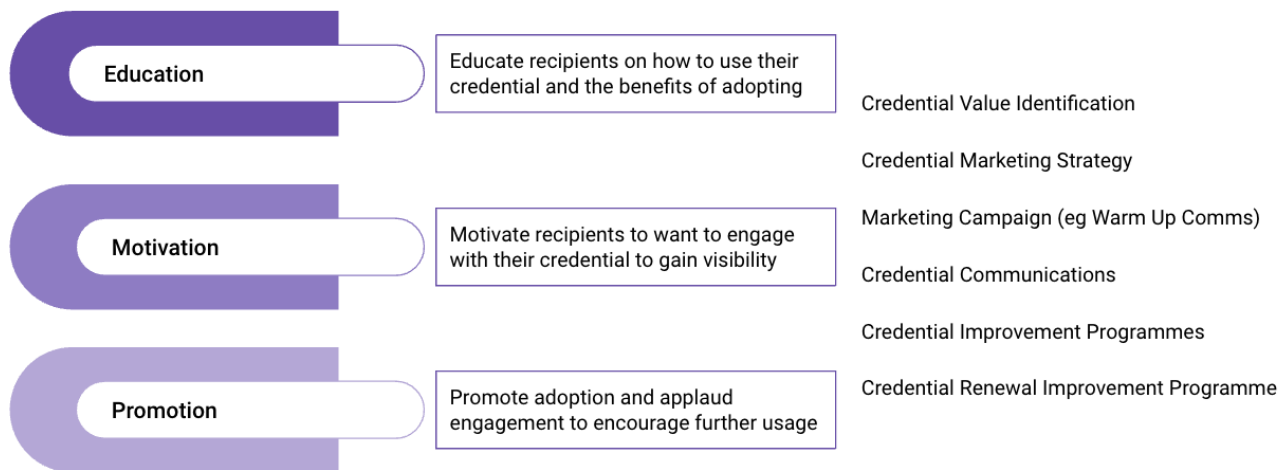 Education
Educate recipients on how to use their
credential and the benefits of adopting
Motivation
Motivate recipients to want to engage
with their credential to gain visibility
Promotion
Promote adoption and applaud
engagement to encourage further usage
Credential Value Identification
Credential Marketing Strategy
Marketing Campaign (eg Warm Up Comms)
Credential Communications
Credential Improvement Programmes
Credential Renewal Improvement Programme